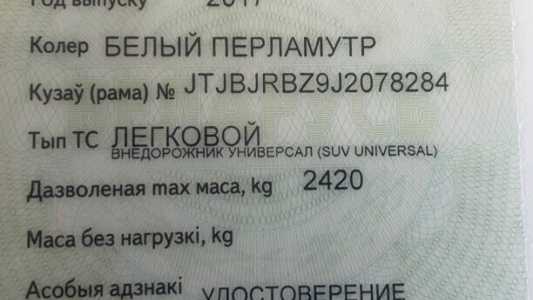 Год выпуску 2017
Колер БЕЛЫЙ ПЕРЛАМУТР
Кузаў (рама) № JTJBJRBZ9J2078284
Тып ТС ЛЕГКОВОЙ
ВНЕДОРОЖНИК УНИВЕРСАЛ (SUV UNIVERSAL)
Дазволеная max маса, kg 2420
Маса без нагрузкі, kg
Асобыя адзнакі УДОСТОВЕРЕНИЕ